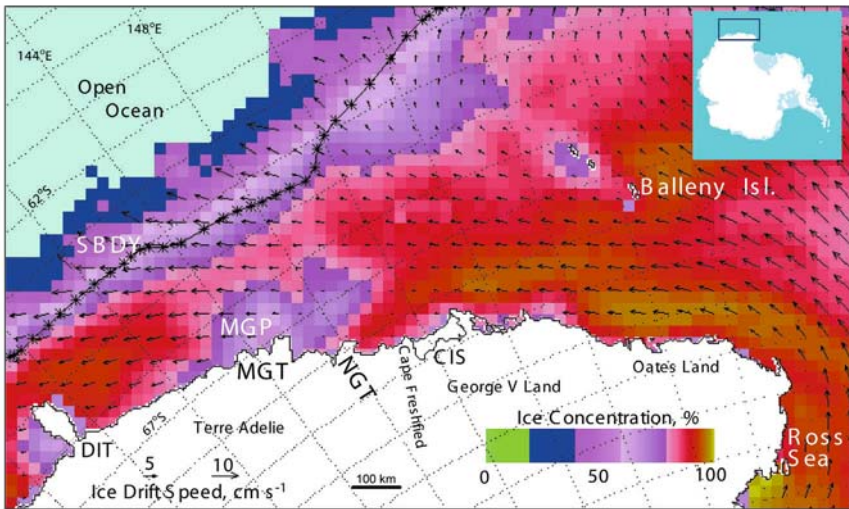 148°E
144°E
Open
Ocean
62°S
SBDY
Balleny Isl.
MGP
MGT
NGT
Cape Freshfied
CIS
George V Land
Oates Land
Ross
Sea
67°S
Terre Adelie
DIT
Ice Concentration, %
0 50 100
5 10
Ice Drift Speed, cm s-1
100 km